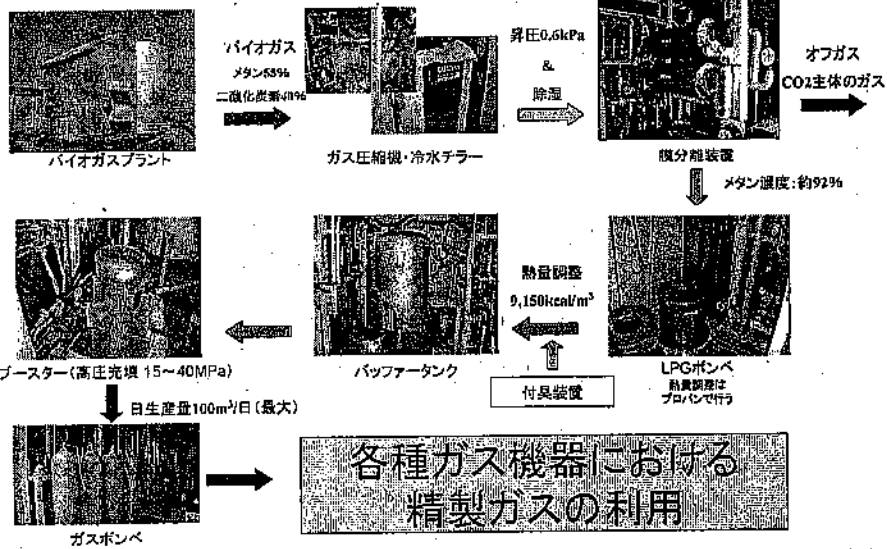 バイオガス
メタン58%
二酸化炭素40%
昇圧0.6kPa
&
除湿
オフガス
CO2主体のガス
バイオガスプラント
ガス圧縮機・冷水チラー
膜分離装置
メタン濃度:約92%
熱量調整
9,150kcal/m³
付臭装置
LPGボンベ
熱量調整は
プロパンで行う
バッファータンク
ブースター(高圧充填 15～40MPa)
日生産量100m³/日(最大)
ガスボンベ
各種ガス機器における
精製ガスの利用